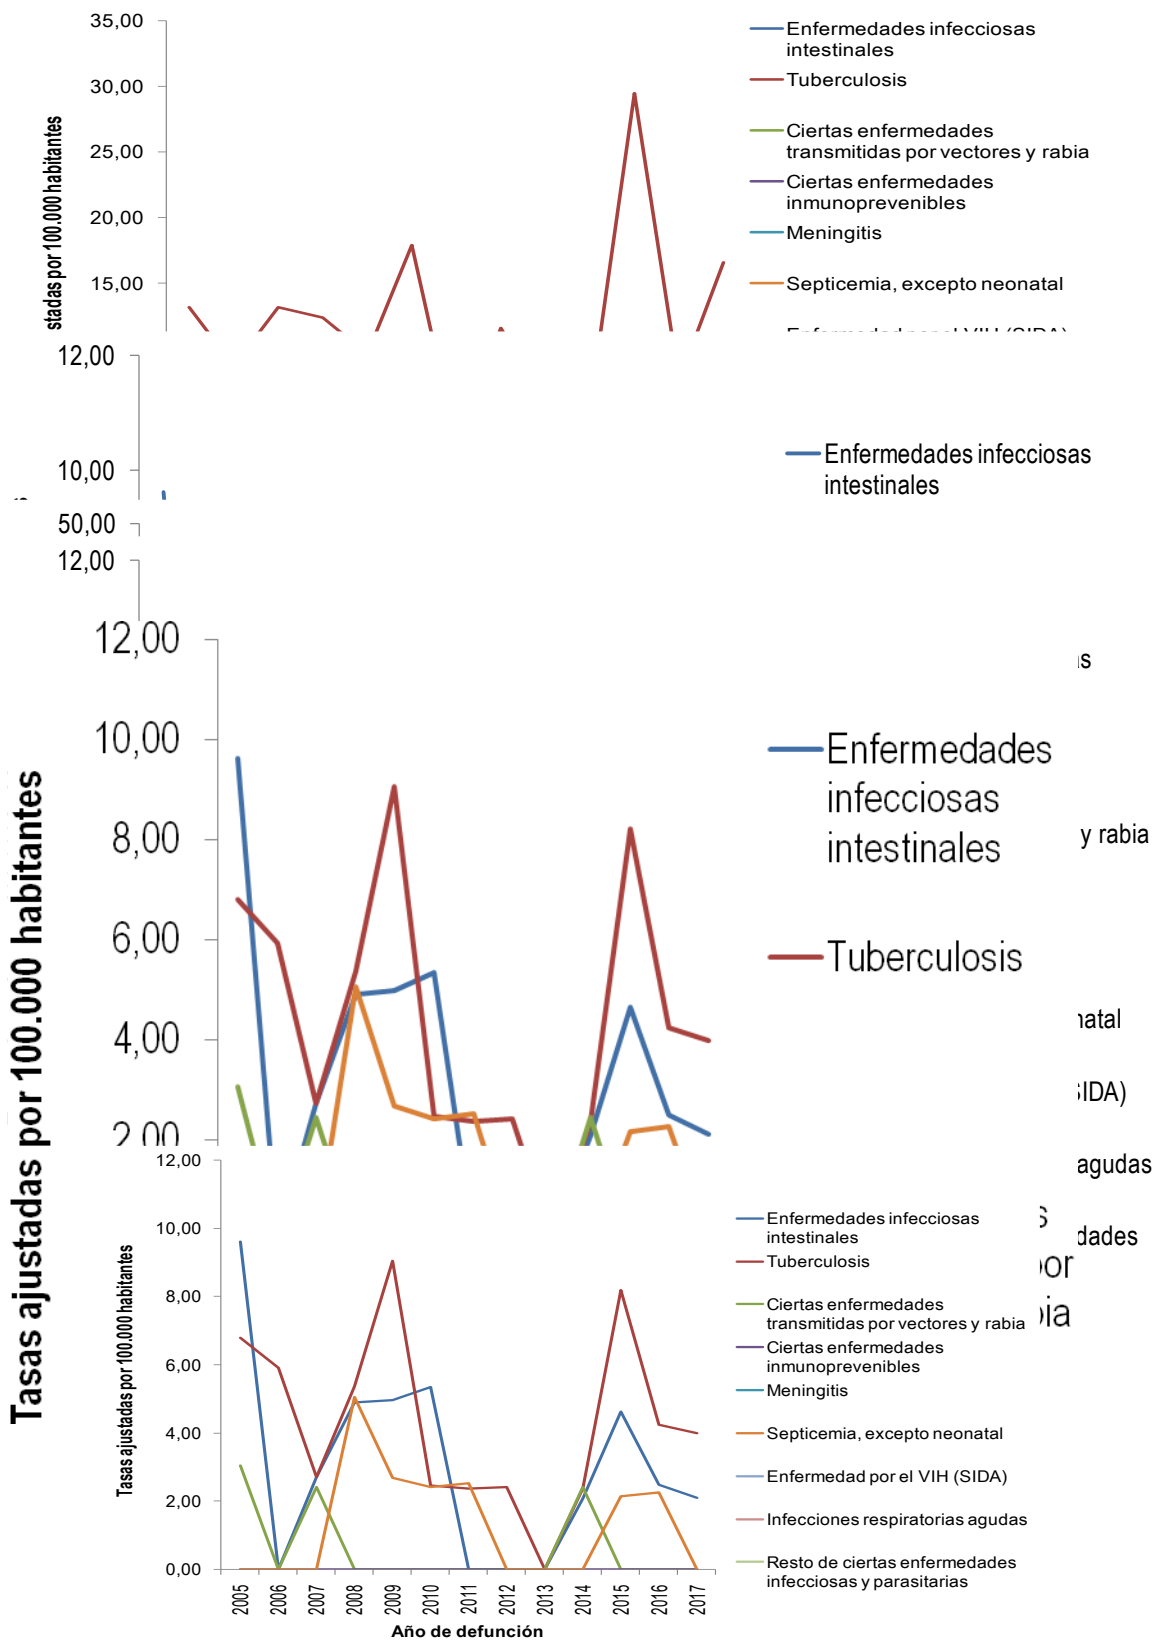 35,00
30,00
25,00
20,00
15,00
stadas por 100.000 habitantes
Enfermedades infecciosas
intestinales
Tuberculosis
Ciertas enfermedades
transmitidas por vectores y rabia
Ciertas enfermedades
inmunoprevenibles
Meningitis
Septicemia, excepto neonatal
12,00
10,00
Enfermedades infecciosas
intestinales
50,00
12,00
12,00
10,00
8,00
6,00
4,00
2,00
Tasas ajustadas por 100.000 habitantes
Enfermedades
infecciosas
intestinales
Tuberculosis
as
y rabia
natal
SIDA)
agudas
s
dades
por
bia
12,00
10,00
8,00
6,00
4,00
2,00
0,00
Tasas ajustadas por 100.000 habitantes
2005
2006
2007
2008
2009
2010
2011
2012
2013
2014
2015
2016
2017
Año de defunción
Enfermedades infecciosas
intestinales
Tuberculosis
Ciertas enfermedades
transmitidas por vectores y rabia
Ciertas enfermedades
inmunoprevenibles
Meningitis
Septicemia, excepto neonatal
Enfermedad por el VIH (SIDA)
Infecciones respiratorias agudas
Resto de ciertas enfermedades
infecciosas y parasitarias